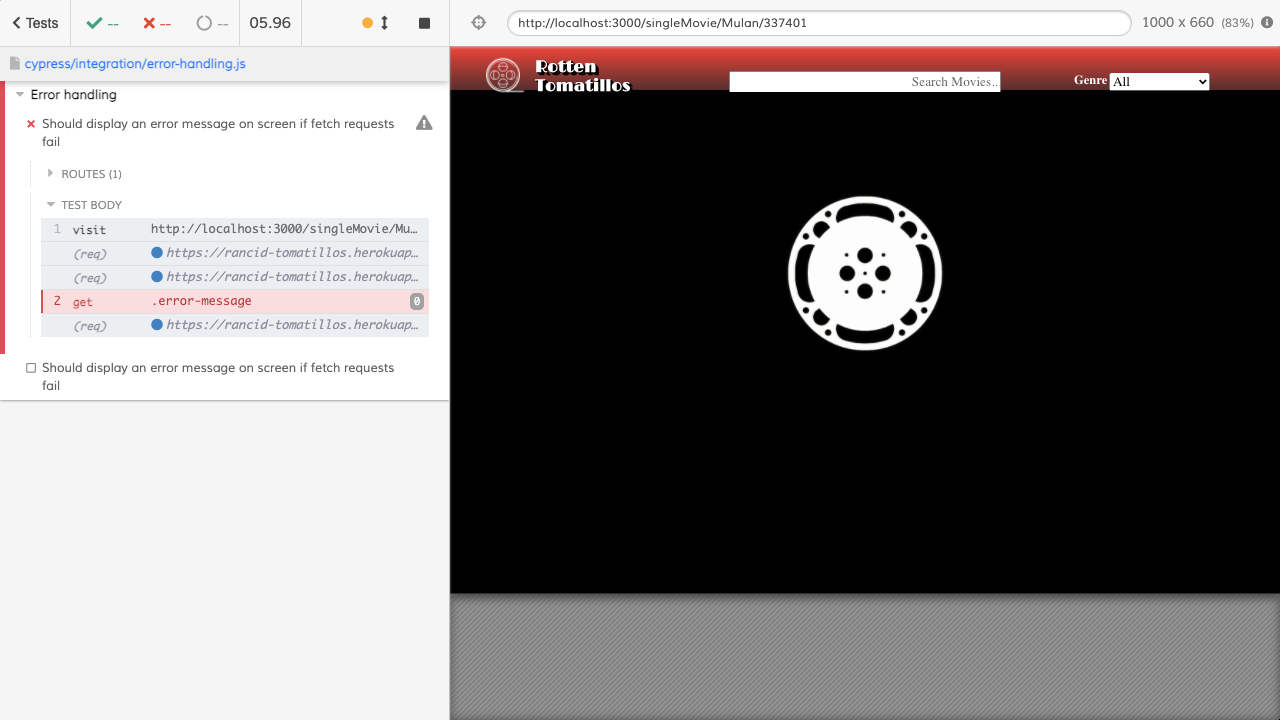 Tests
--
--
--
05.96
http://localhost:3000/singleMovie/Mulan/337401
1000 x 660 (83%)
cypress/integration/error-handling.js
Error handling
Should display an error message on screen if fetch requests
fail
ROUTES (1)
TEST BODY
1 visit http://localhost:3000/singleMovie/Mu…
(req) https://rancid-tomatillos.herokuap…
(req) https://rancid-tomatillos.herokuap…
2 get .error-message 0
(req) https://rancid-tomatillos.herokuap…
Should display an error message on screen if fetch requests
fail
Rotten
Tomatillos
Search Movies..
Genre All